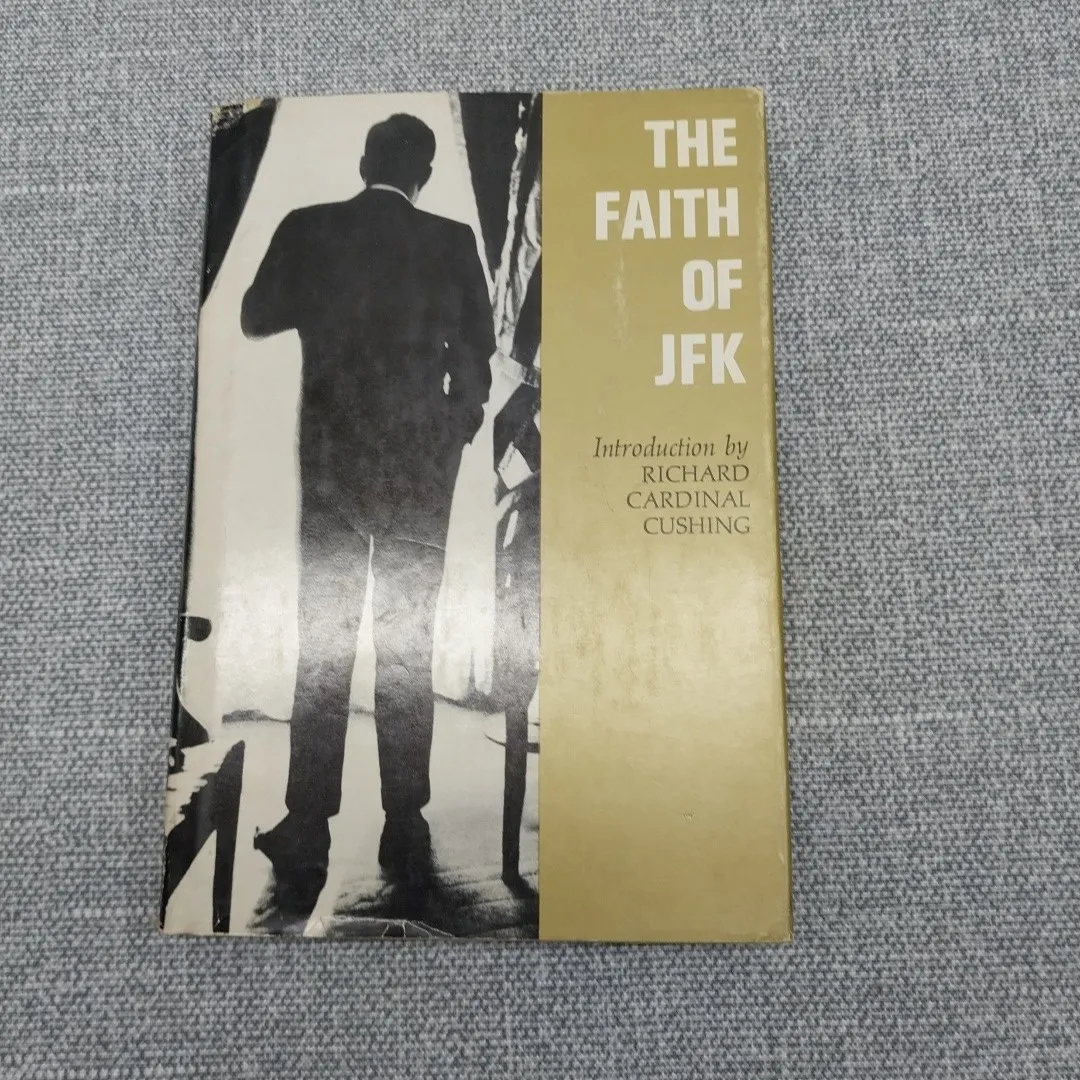 THE
FAITH
OF
JFK
Introduction by
RICHARD
CARDINAL
CUSHING